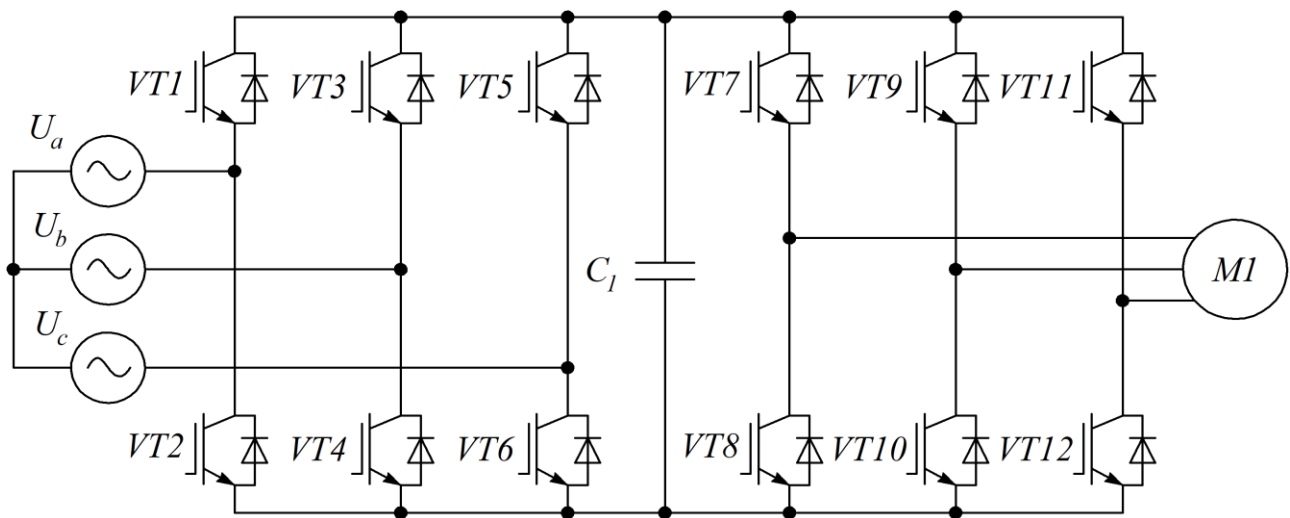 VT1 VT3 VT5 VT7 VT9 VT11
U_a
U_b
C_1 M1
U_c
VT2 VT4 VT6 VT8 VT10 VT12